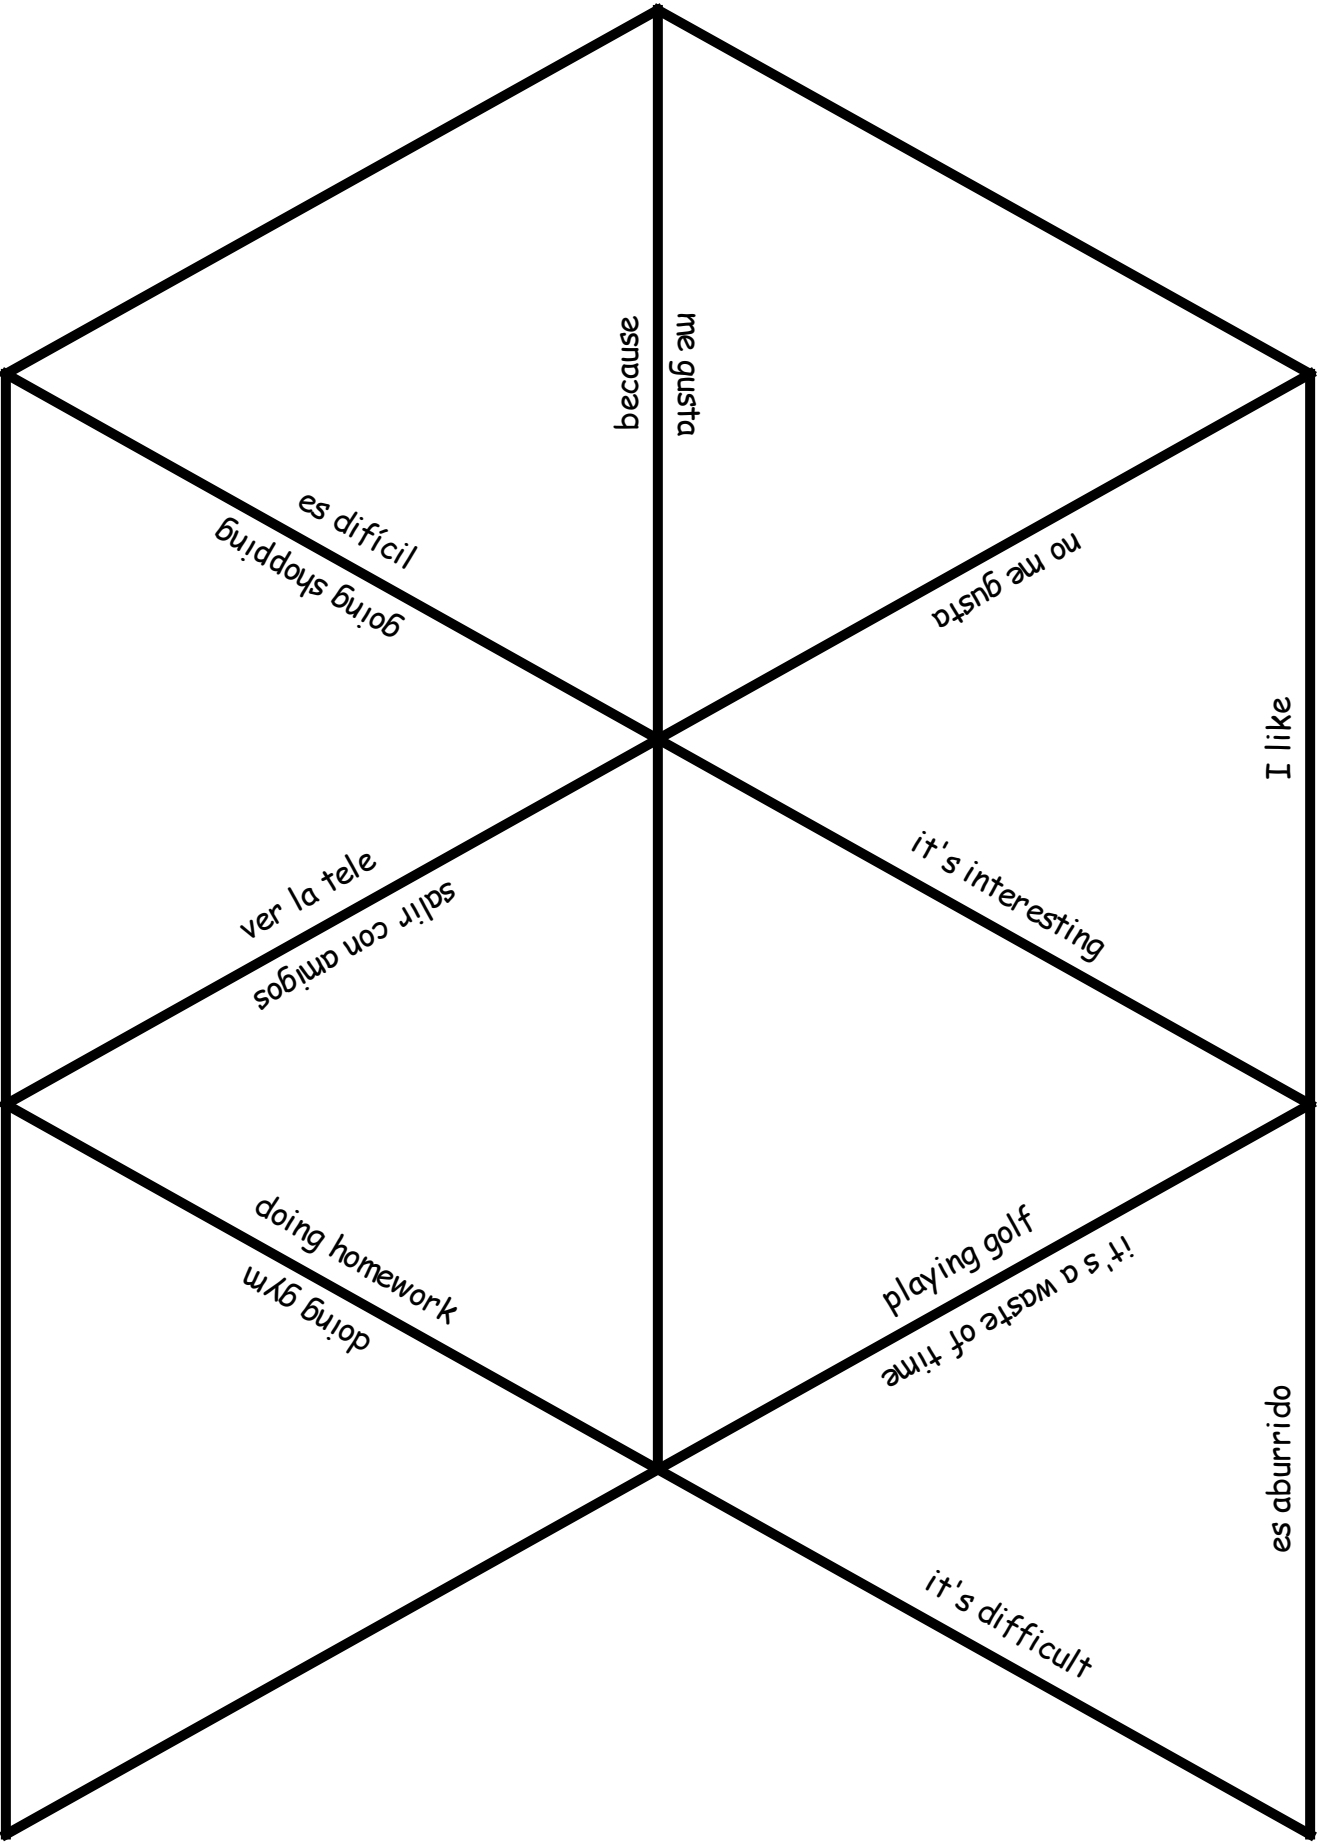 because
me gusta
es difícil
going shopping
no me gusta
I like
ver la tele
salir con amigos
it's interesting
doing homework
doing gym
playing golf
it's a waste of time
es aburrido
it's difficult